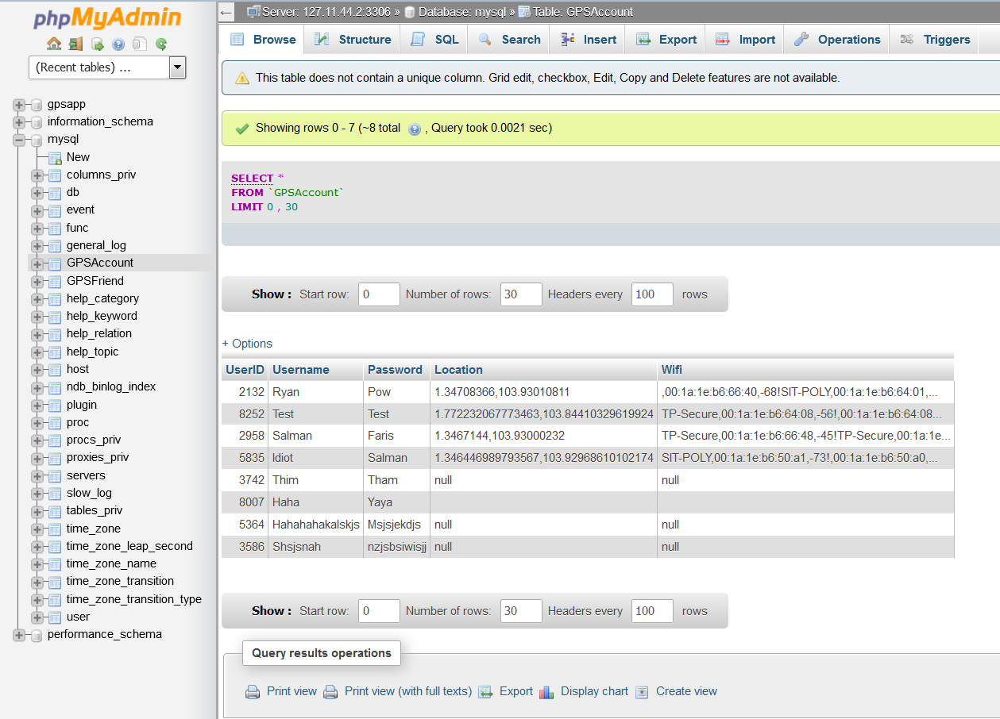 phpMyAdmin
(Recent tables) ...
gpsapp
information_schema
mysql
New
columns_priv
db
event
func
general_log
GPSAccount
GPSFriend
help_category
help_keyword
help_relation
help_topic
host
ndb_binlog_index
plugin
proc
procs_priv
proxies_priv
servers
slow_log
tables_priv
time_zone
time_zone_leap_second
time_zone_name
time_zone_transition
time_zone_transition_type
user
performance_schema
← Server: 127.11.44.2:3306 » Database: mysql » Table: GPSAccount
Browse Structure SQL Search Insert Export Import Operations Triggers
This table does not contain a unique column. Grid edit, checkbox, Edit, Copy and Delete features are not available.
Showing rows 0 - 7 (~8 total , Query took 0.0021 sec)
SELECT *
FROM `GPSAccount`
LIMIT 0 , 30
Show : Start row: 0 Number of rows: 30 Headers every 100 rows
+ Options
UserID Username Password Location Wifi
2132 Ryan Pow 1.34708366,103.93010811 ,00:1a:1e:b6:66:40,-68!SIT-POLY,00:1a:1e:b6:64:01,...
8252 Test Test 1.772232067773463,103.84410329619924 TP-Secure,00:1a:1e:b6:64:08,-56!,00:1a:1e:b6:64:08...
2958 Salman Faris 1.3467144,103.93000232 TP-Secure,00:1a:1e:b6:66:48,-45!TP-Secure,00:1a:1e...
5835 Idiot Salman 1.346446989793567,103.92968610102174 SIT-POLY,00:1a:1e:b6:50:a1,-73!,00:1a:1e:b6:50:a0,...
3742 Thim Tham null null
8007 Haha Yaya
5364 Hahahahakalskjs Msjsjekdjs null null
3586 Shsjsnah nzjsbsiwisjj null null
Show : Start row: 0 Number of rows: 30 Headers every 100 rows
Query results operations
Print view Print view (with full texts) Export Display chart Create view